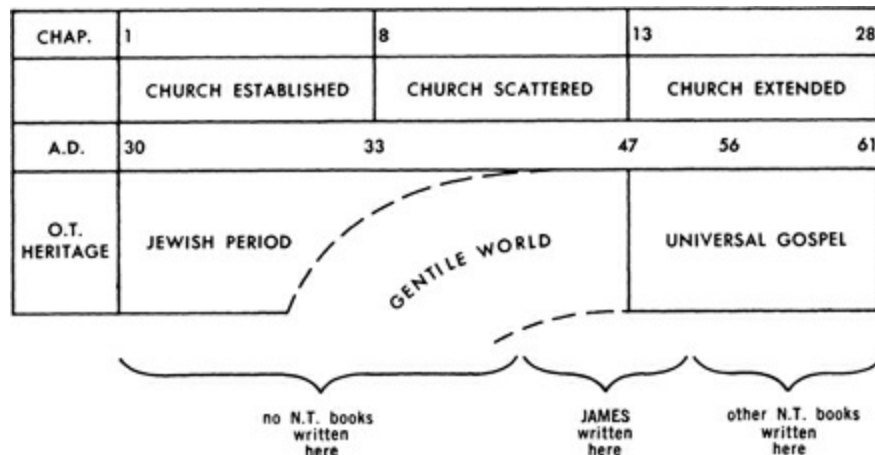 CHAP. 1 8 13 28
CHURCH ESTABLISHED CHURCH SCATTERED CHURCH EXTENDED
A.D. 30 33 47 56 61
O.T.
HERITAGE
JEWISH PERIOD
GENTILE WORLD
UNIVERSAL GOSPEL
no N.T. books
written
here
JAMES
written
here
other N.T. books
written
here